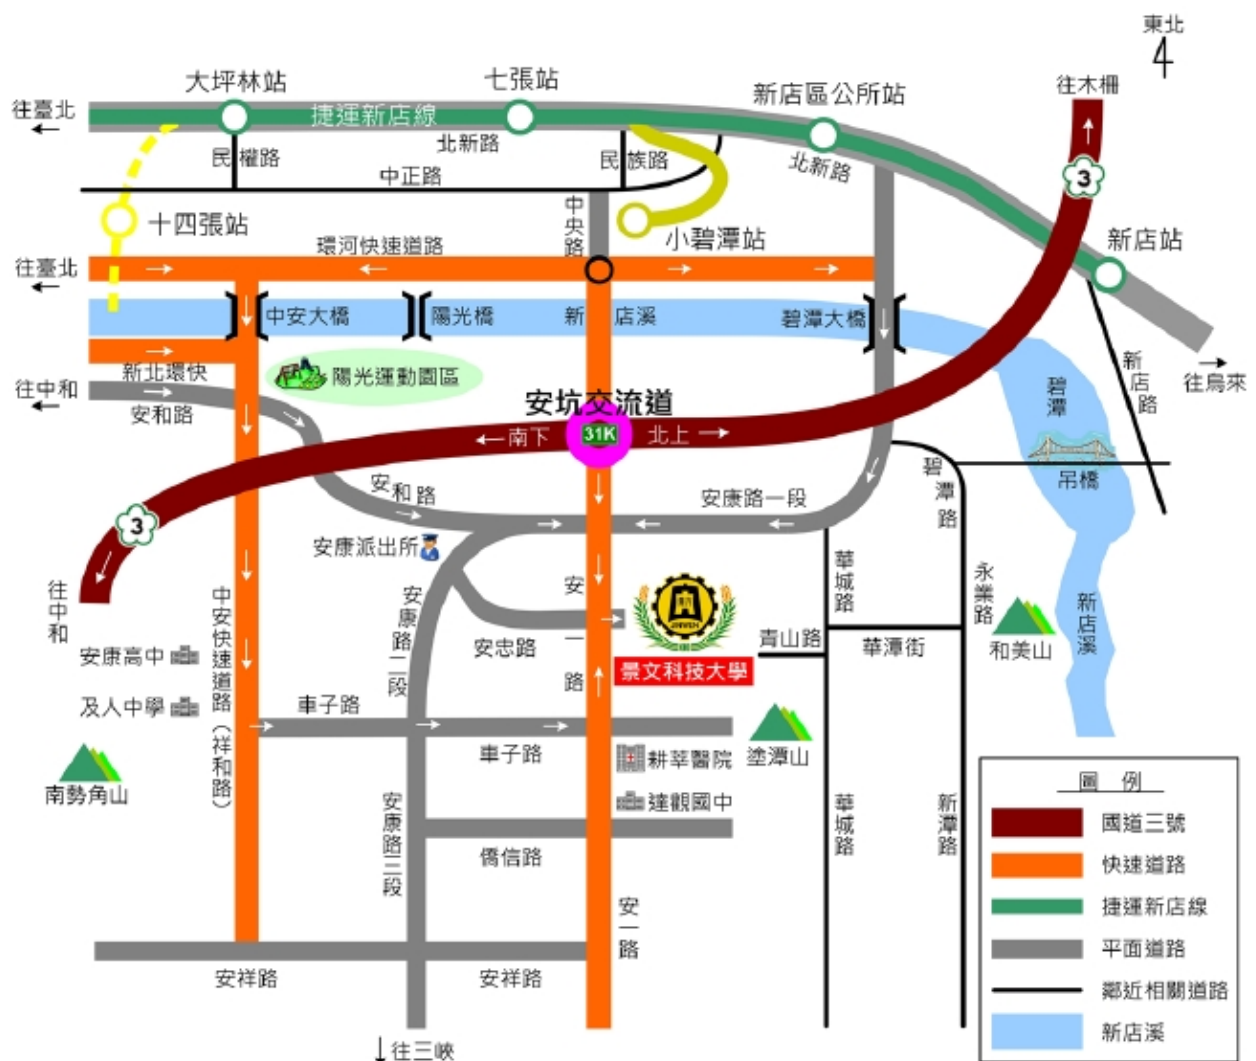 東北
4
往木柵
大坪林站
七張站
新店區公所站
往臺北
捷運新店線
北新路
北新路
民權路
民族路
中正路
3
十四張站
中央路
小碧潭站
新店站
環河快速道路
往臺北
中安大橋
陽光橋
新店溪
碧潭大橋
新北環快
陽光運動園區
往中和
安和路
往烏來
新店路
碧潭
安坑交流道
南下
31K
北上
吊橋
碧潭路
安和路
安康路一段
3
安康派出所
往中和
中安快速道路（祥和路）
安康路二段
安一路
華城路
永業路
新店溪
安忠路
青山路
華潭街
和美山
安康高中
景文科技大學
及人中學
車子路
車子路
耕莘醫院
塗潭山
南勢角山
達觀國中
安康路三段
華城路
新潭路
僑信路
安一路
安祥路
安祥路
往三峽
圖 例
國道三號
快速道路
捷運新店線
平面道路
鄰近相關道路
新店溪